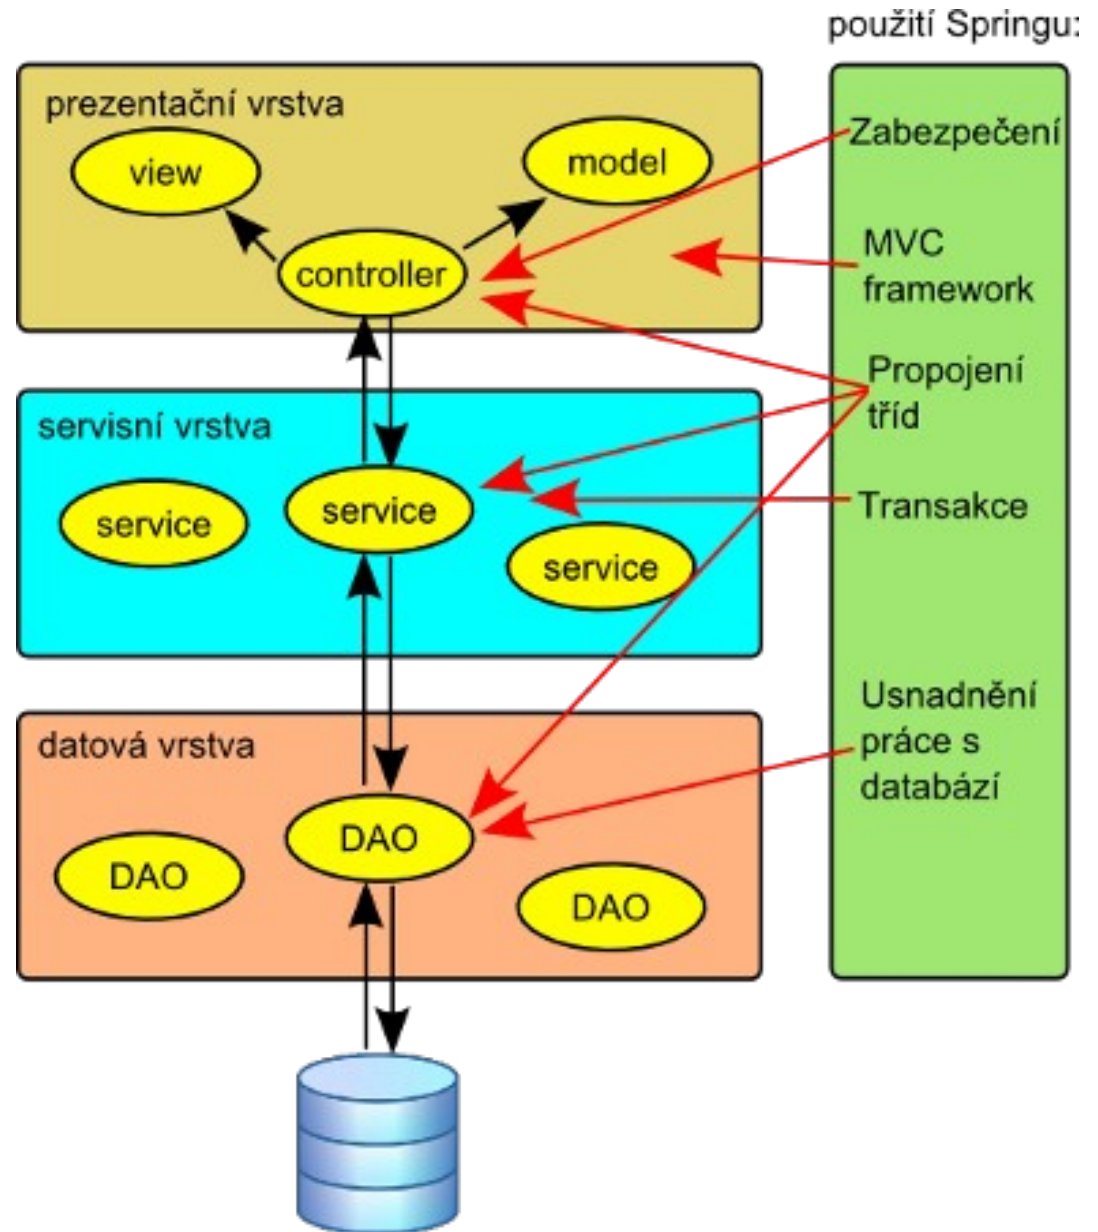 použití Springu:
prezentační vrstva
view
model
controller
servisní vrstva
service
service
service
datová vrstva
DAO
DAO
DAO
Zabezpečení
MVC
framework
Propojení
tříd
Transakce
Usnadnění
práce s
databází